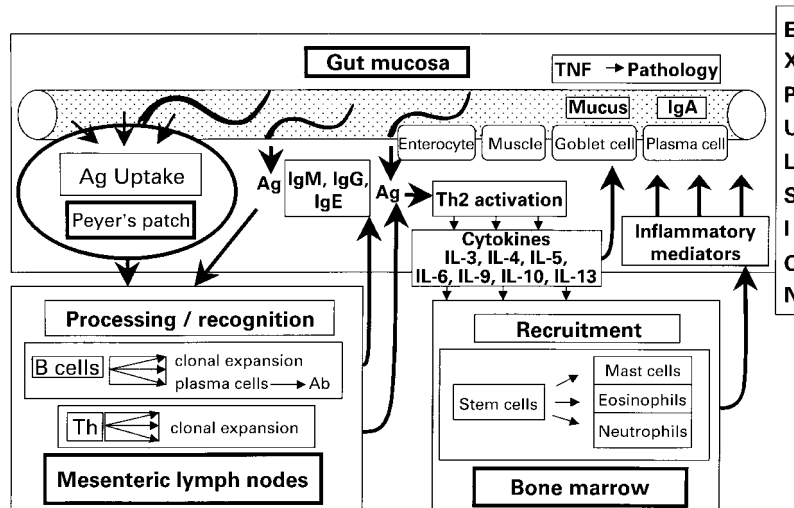 Gut mucosa
TNF → Pathology
Mucus
IgA
Enterocyte
Muscle
Goblet cell
Plasma cell
Ag Uptake
Peyer's patch
Ag
IgM, IgG,
IgE
Ag
Th2 activation
Cytokines
IL-3, IL-4, IL-5,
IL-6, IL-9, IL-10, IL-13
Inflammatory
mediators
E
X
P
U
L
S
I
O
N
Processing / recognition
B cells
clonal expansion
plasma cells → Ab
Th
clonal expansion
Mesenteric lymph nodes
Recruitment
Stem cells
Mast cells
Eosinophils
Neutrophils
Bone marrow